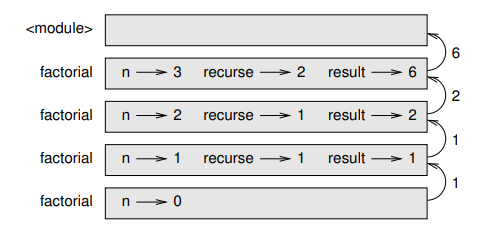 <module>
6
factorial n 3 recurse 2 result 6
2
factorial n 2 recurse 1 result 2
1
factorial n 1 recurse 1 result 1
1
factorial n 0